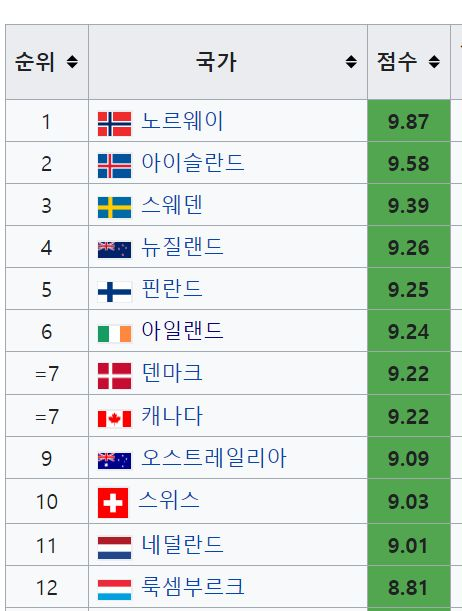 순위 국가 점수
1 노르웨이 9.87
2 아이슬란드 9.58
3 스웨덴 9.39
4 뉴질랜드 9.26
5 핀란드 9.25
6 아일랜드 9.24
=7 덴마크 9.22
=7 캐나다 9.22
9 오스트레일리아 9.09
10 스위스 9.03
11 네덜란드 9.01
12 룩셈부르크 8.81